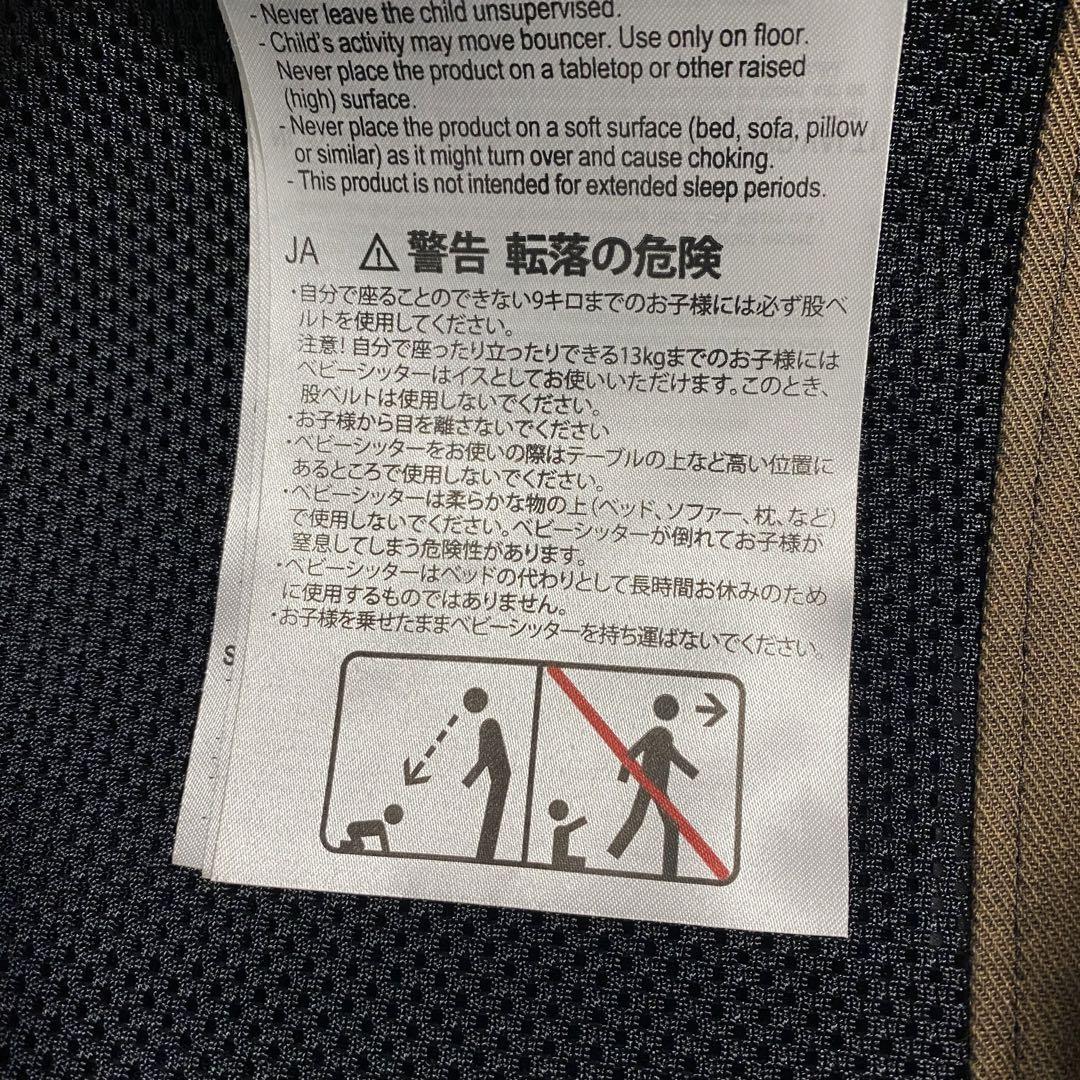 - Never leave the child unsupervised.
- Child's activity may move bouncer. Use only on floor.
Never place the product on a tabletop or other raised
(high) surface.
- Never place the product on a soft surface (bed, sofa, pillow
or similar) as it might turn over and cause choking.
- This product is not intended for extended sleep periods.
JA ⚠ 警告 転落の危険
・自分で座ることのできない9キロまでのお子様には必ず股ベ
ルトを使用してください。
注意！自分で座ったり立ったりできる13kgまでのお子様には
ベビーシッターはイスとしてお使いいただけます。このとき、
股ベルトは使用しないでください。
・お子様から目を離さないでください
・ベビーシッターをお使いの際はテーブルの上など高い位置に
あるところで使用しないでください。
・ベビーシッターは柔らかな物の上（ベッド、ソファー、枕、など）
で使用しないでください。ベビーシッターが倒れてお子様が
窒息してしまう危険性があります。
・ベビーシッターはベッドの代わりとして長時間お休みのため
に使用するものではありません。
・お子様を乗せたままベビーシッターを持ち運ばないでください。
S